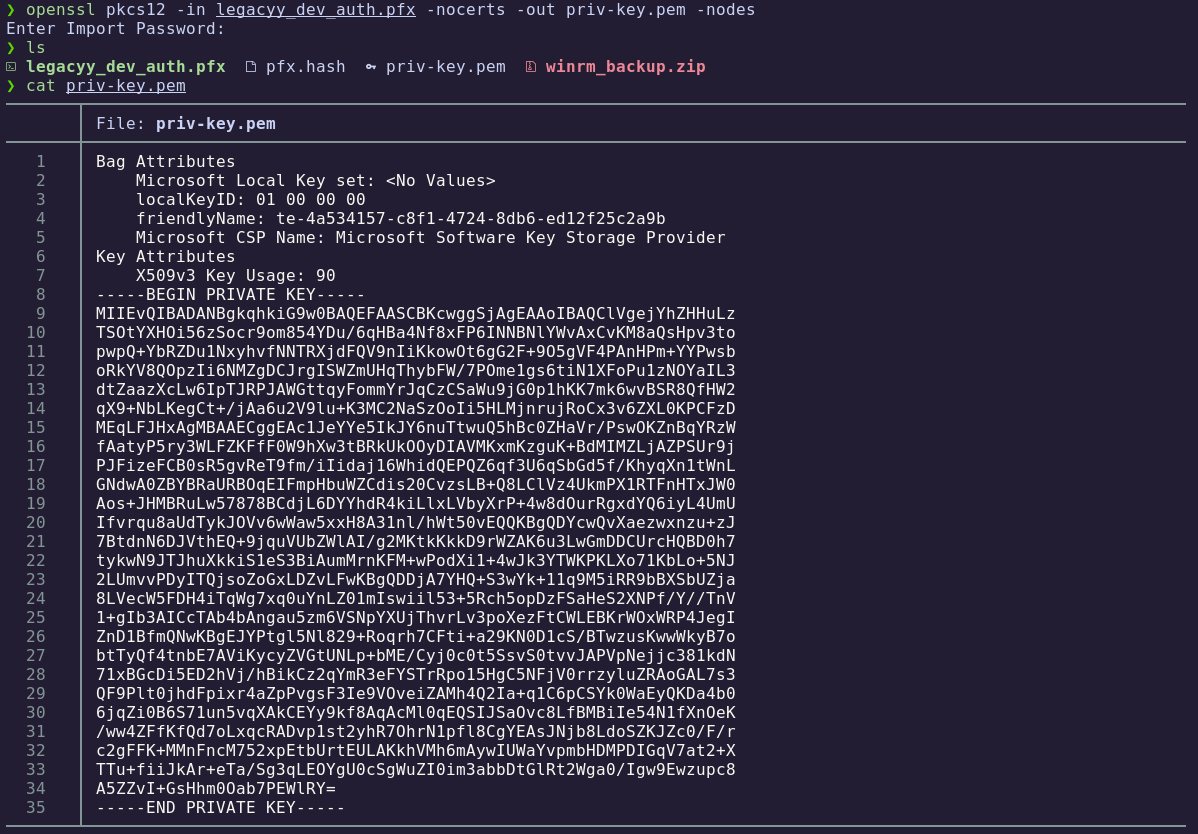 ❯ openssl pkcs12 -in legacyy_dev_auth.pfx -nocerts -out priv-key.pem -nodes
Enter Import Password:
❯ ls
legacyy_dev_auth.pfx pfx.hash priv-key.pem winrm_backup.zip
❯ cat priv-key.pem
File: priv-key.pem
1 Bag Attributes
2     Microsoft Local Key set: <No Values>
3     localKeyID: 01 00 00 00
4     friendlyName: te-4a534157-c8f1-4724-8db6-ed12f25c2a9b
5     Microsoft CSP Name: Microsoft Software Key Storage Provider
6 Key Attributes
7     X509v3 Key Usage: 90
8 -----BEGIN PRIVATE KEY-----
9 MIIEvQIBADANBgkqhkiG9w0BAQEFAASCBKcwggSjAgEAAoIBAQClVgejYhZHHuLz
10 TSOtYXHOi56zSocr9om854YDu/6qHBa4Nf8xFP6INNBNlYWvAxCvKM8aQsHpv3to
11 pwpQ+YbRZDu1NxyhvfNNTRXjdFQV9nIiKkowOt6gG2F+9O5gVF4PAnHPm+YYPwsb
12 oRkYV8QOpzIi6NMZgDCJrgISWZmUHqThybFW/7POme1gs6tiN1XFoPu1zNOYaIL3
13 dtZaazXcLw6IpTJRPJAWGttqyFommYrJqCzCSaWu9jG0p1hKK7mk6wvBSR8QfHW2
14 qX9+NbLKegCt+/jAa6u2V9lu+K3MC2NaSzOoIi5HLMjnrujRoCx3v6ZXL0KPCFzD
15 MEqLFJHxAgMBAAECggEAc1JeYYe5IkJY6nuTtwuQ5hBc0ZHaVr/PswOKZnBqYRzW
16 fAatyP5ry3WLFZKFfF0W9hXw3tBRkUkOOyDIAVMKxmKzguK+BdMIMZLjAZPSUr9j
17 PJFizeFCB0sR5gvReT9fm/iIidaj16WhidQEPQZ6qf3U6qSbGd5f/KhyqXn1tWnL
18 GNdwA0ZBYBRaURBOqEIFmpHbuWZCdis20CvzsLB+Q8LClVz4UkmPX1RTFnHTxJW0
19 Aos+JHMBRuLw57878BCdjL6DYYhdR4kiLlxLVbyXrP+4w8dOurRgxdYQ6iyL4UmU
20 Ifvrqu8aUdTykJOVv6wWaw5xxH8A31nl/hWt50vEQQKBgQDYcwQvXaezwxnzu+zJ
21 7BtdnN6DJVthEQ+9jquVUbZWlAI/g2MKtkKkkD9rWZAK6u3LwGmDDCUrcHQBD0h7
22 tykwN9JTJhuXkkiS1eS3BiAumMrnKFM+wPodXi1+4wJk3YTWKPKLXo71KbLo+5NJ
23 2LUmvvPDyITQjsoZoGxLDZvLFwKBgQDDjA7YHQ+S3wYk+11q9M5iRR9bBXSbUZja
24 8LVecW5FDH4iTqWg7xq0uYnLZ01mIswiil53+5Rch5opDzFSaHeS2XNPf/Y//TnV
25 1+gIb3AICcTAb4bAngau5zm6VSNpYXUjThvrLv3poXezFtCWLEBKrWOxWRP4JegI
26 ZnD1BfmQNwKBgEJYPtgl5Nl829+Roqrh7CFti+a29KN0D1cS/BTwzusKwwWkyB7o
27 btTyQf4tnbE7AViKycyZVGtUNLp+bME/Cyj0c0t5SsvS0tvvJAPVpNejjc381kdN
28 71xBGcDi5ED2hVj/hBikCz2qYmR3eFYSTrRpo15HgC5NFjV0rrzyluZRAoGAL7s3
29 QF9Plt0jhdFpixr4aZpPvgsF3Ie9VOveiZAMh4Q2Ia+q1C6pCSYk0WaEyQKDa4b0
30 6jqZi0B6S71un5vqXAkCEYy9kf8AqAcMl0qEQSIJSaOvc8LfBMBiIe54N1fXnOeK
31 /ww4ZFfKfQd7oLxqcRADvp1st2yhR7OhrN1pfl8CgYEAsJNjb8LdoSZKJZc0/F/r
32 c2gFFK+MMnFncM752xpEtbUrtEULAKkhVMh6mAywIUWaYvpmbHDMPDIGqV7at2+X
33 TTu+fiiJkAr+eTa/Sg3qLEOYgU0cSgWuZI0im3abbDtGlRt2Wga0/Igw9Ewzupc8
34 A5ZZvI+GsHhm0Oab7PEWlRY=
35 -----END PRIVATE KEY-----